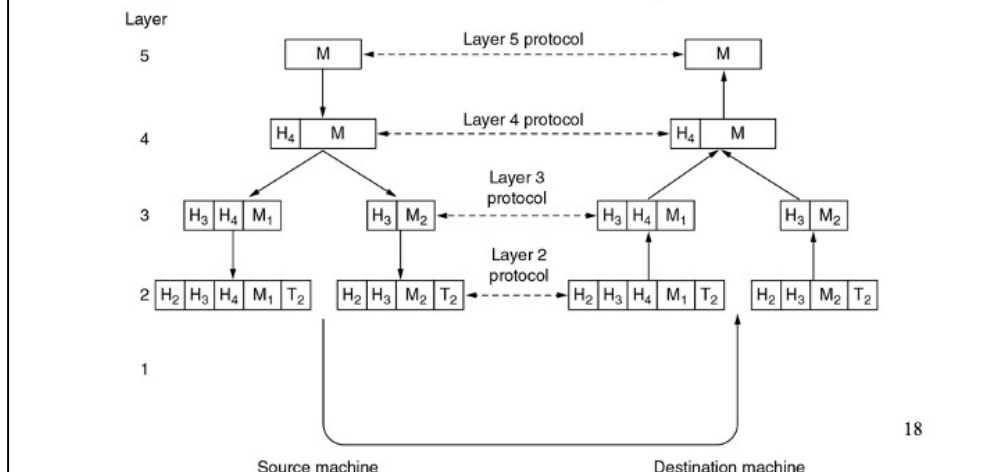 Layer
5 M Layer 5 protocol M
4 H4 M Layer 4 protocol H4 M
Layer 3
protocol
3 H3 H4 M1 H3 M2 H3 H4 M1 H3 M2
Layer 2
protocol
2 H2 H3 H4 M1 T2 H2 H3 M2 T2 H2 H3 H4 M1 T2 H2 H3 M2 T2
1
18
Source machine Destination machine